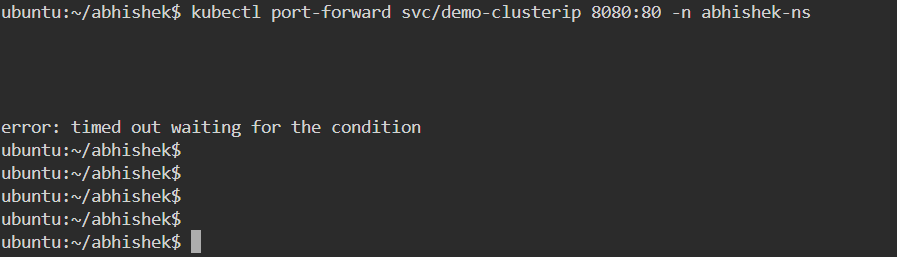 ubuntu:~/abhishek$ kubectl port-forward svc/demo-clusterip 8080:80 -n abhishek-ns
error: timed out waiting for the condition
ubuntu:~/abhishek$
ubuntu:~/abhishek$
ubuntu:~/abhishek$
ubuntu:~/abhishek$
ubuntu:~/abhishek$